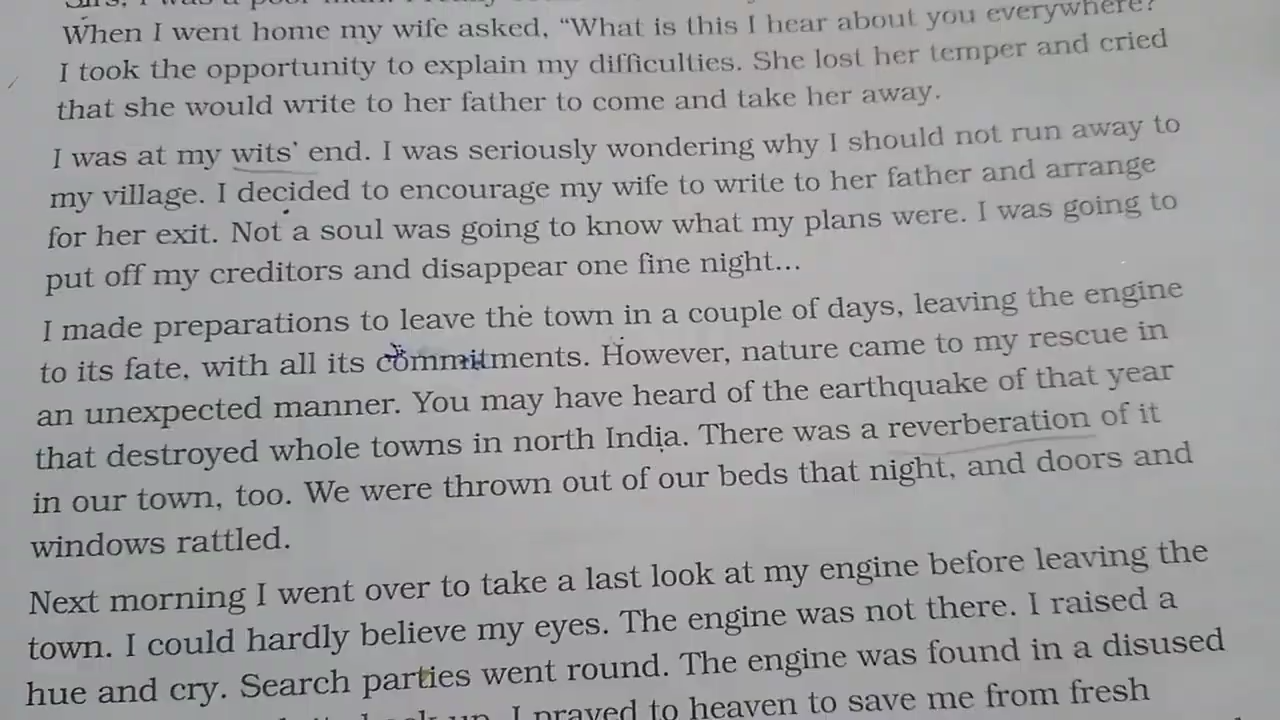 When I went home my wife asked, “What is this I hear about you everywhere?
I took the opportunity to explain my difficulties. She lost her temper and cried
that she would write to her father to come and take her away.
I was at my wits’ end. I was seriously wondering why I should not run away to
my village. I decided to encourage my wife to write to her father and arrange
for her exit. Not a soul was going to know what my plans were. I was going to
put off my creditors and disappear one fine night...
I made preparations to leave the town in a couple of days, leaving the engine
to its fate, with all its commitments. However, nature came to my rescue in
an unexpected manner. You may have heard of the earthquake of that year
that destroyed whole towns in north India. There was a reverberation of it
in our town, too. We were thrown out of our beds that night, and doors and
windows rattled.
Next morning I went over to take a last look at my engine before leaving the
town. I could hardly believe my eyes. The engine was not there. I raised a
hue and cry. Search parties went round. The engine was found in a disused
up. I prayed to heaven to save me from fresh